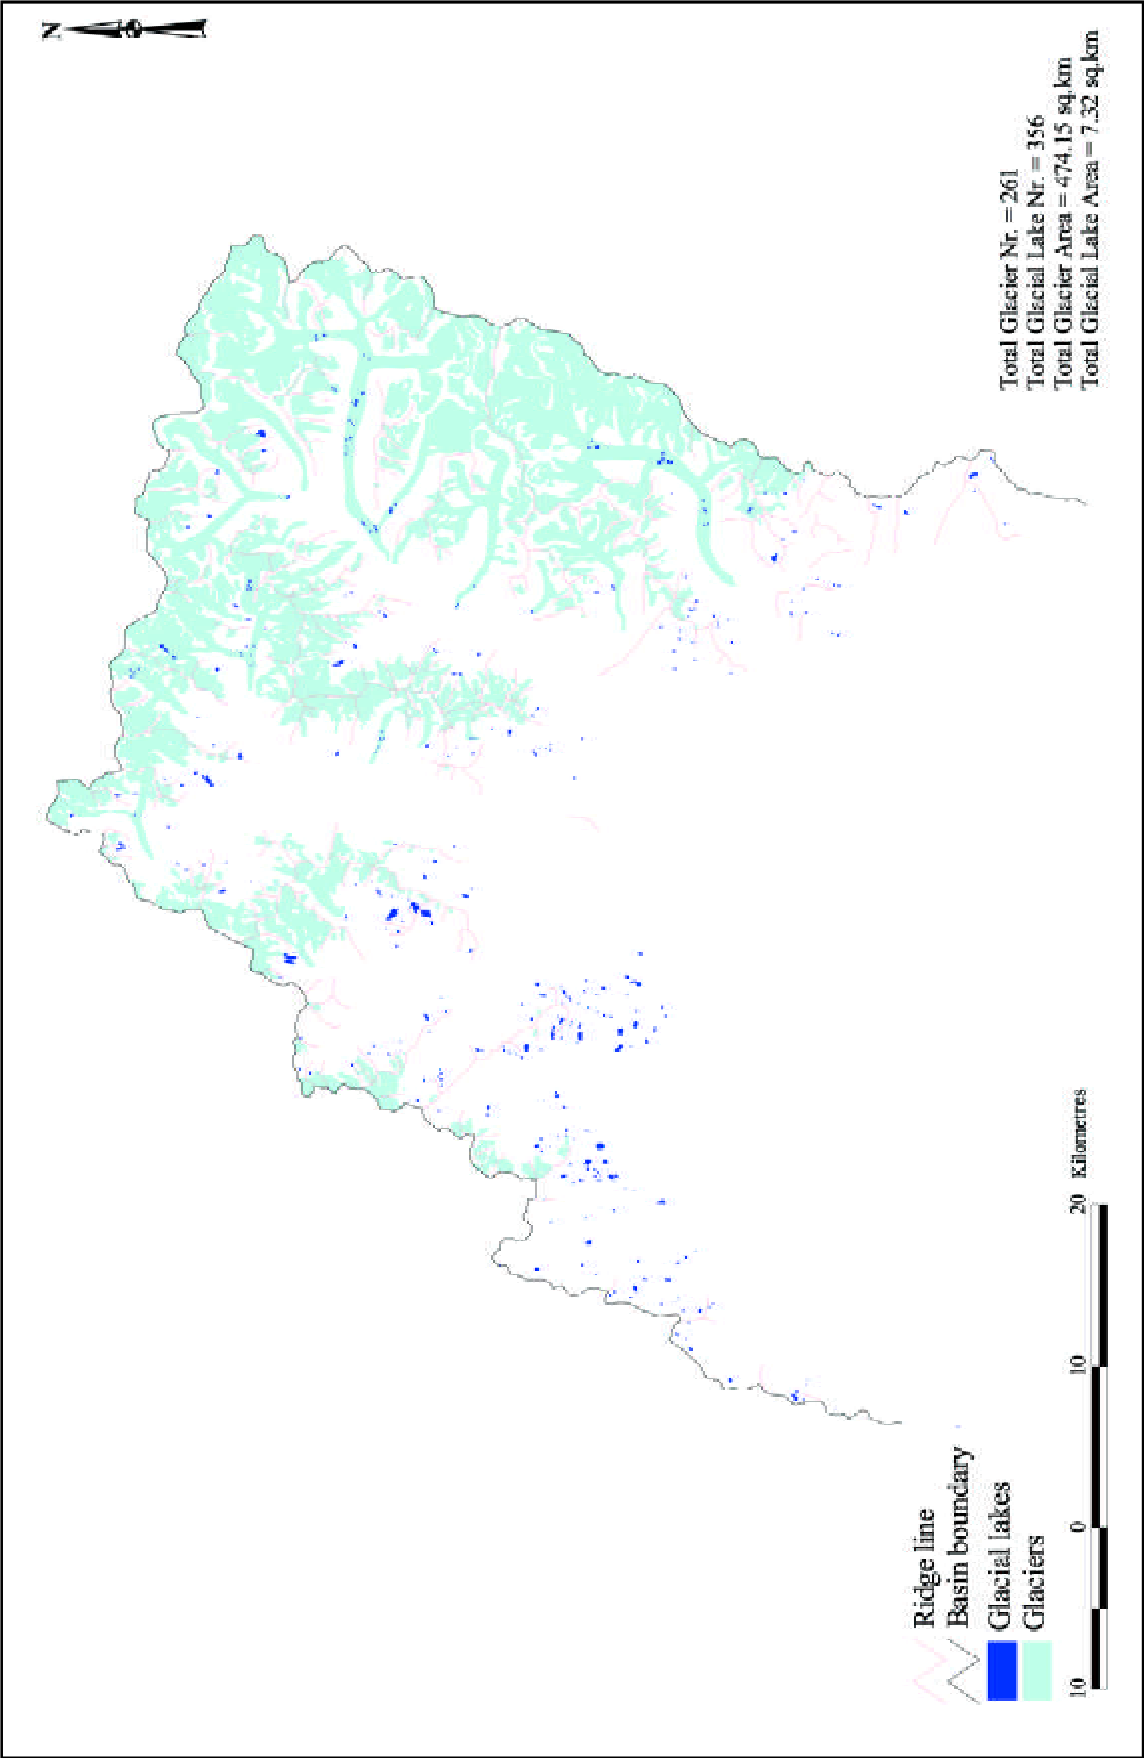 N
Total Glacier Nr. = 261
Total Glacial Lake Nr. = 356
Total Glacier Area = 474.15 sq.km
Total Glacial Lake Area = 7.32 sq.km
Ridge line
Basin boundary
Glacial lakes
Glaciers
10 0 10 20 Kilometres